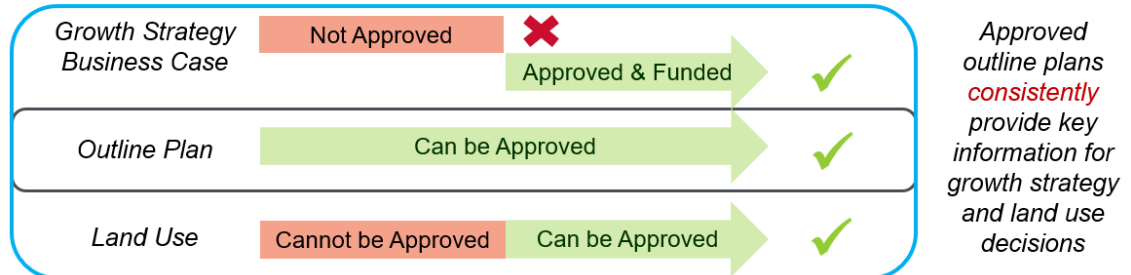 Growth Strategy
Business Case
Not Approved
Approved & Funded
Outline Plan
Can be Approved
Land Use
Cannot be Approved
Can be Approved
Approved
outline plans
consistently
provide key
information for
growth strategy
and land use
decisions